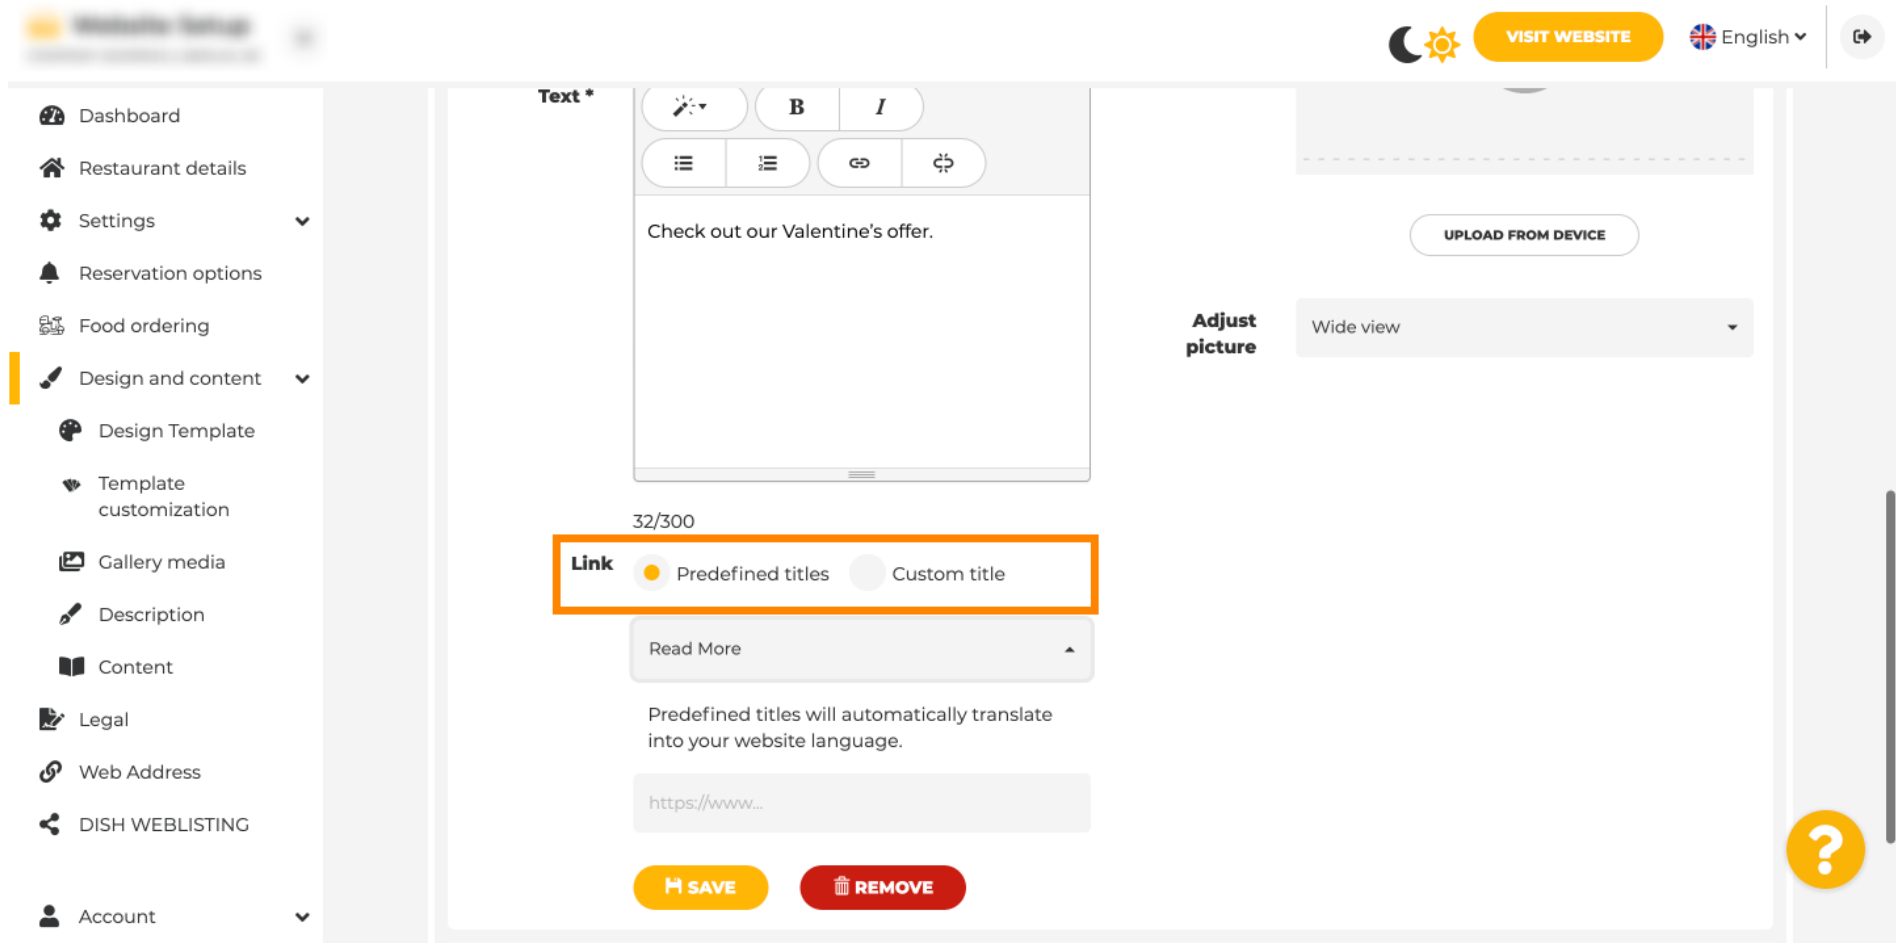 VISIT WEBSITE
English
Dashboard
Restaurant details
Settings
Reservation options
Food ordering
Design and content
Design Template
Template
customization
Gallery media
Description
Content
Legal
Web Address
DISH WEBLISTING
Account
Text *
B I
Check out our Valentine's offer.
32/300
Link Predefined titles Custom title
Read More
Predefined titles will automatically translate
into your website language.
https://www...
SAVE REMOVE
UPLOAD FROM DEVICE
Adjust
picture
Wide view
?